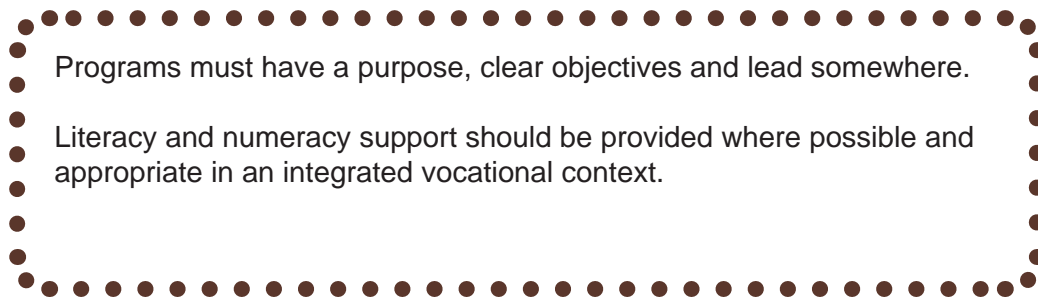 Programs must have a purpose, clear objectives and lead somewhere.
Literacy and numeracy support should be provided where possible and
appropriate in an integrated vocational context.